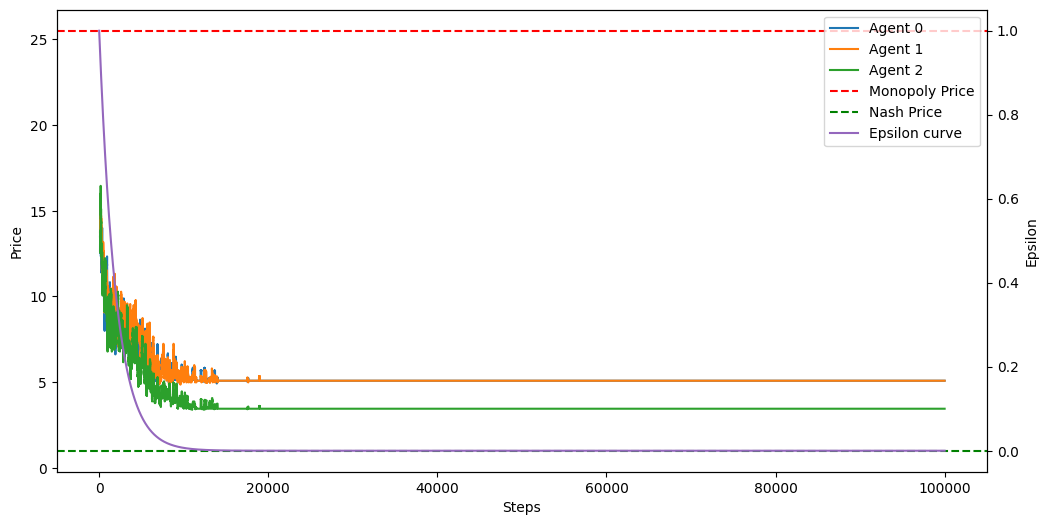 25
20
15
10
5
0
Price
0
20000
40000
60000
80000
100000
Steps
1.0
0.8
0.6
0.4
0.2
0.0
Epsilon
Agent 0
Agent 1
Agent 2
Monopoly Price
Nash Price
Epsilon curve